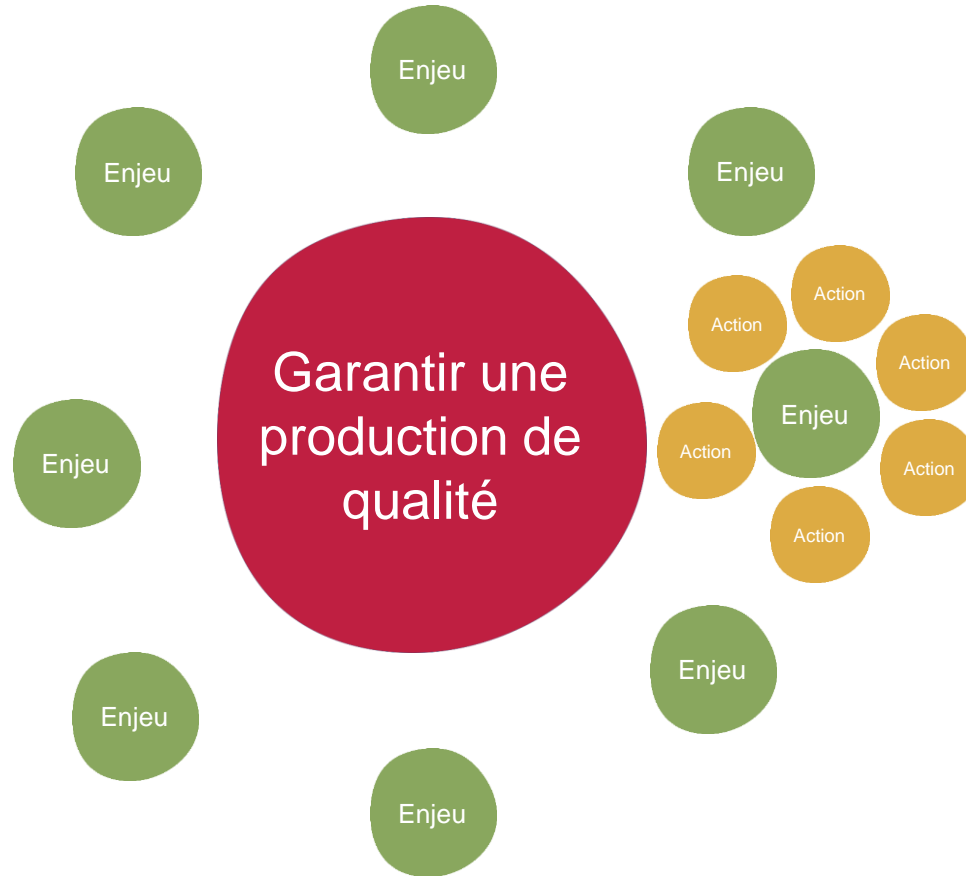 Enjeu
Enjeu
Enjeu
Action
Action
Action
Garantir une
production de
qualité
Enjeu
Action
Enjeu
Action
Action
Enjeu
Enjeu
Enjeu